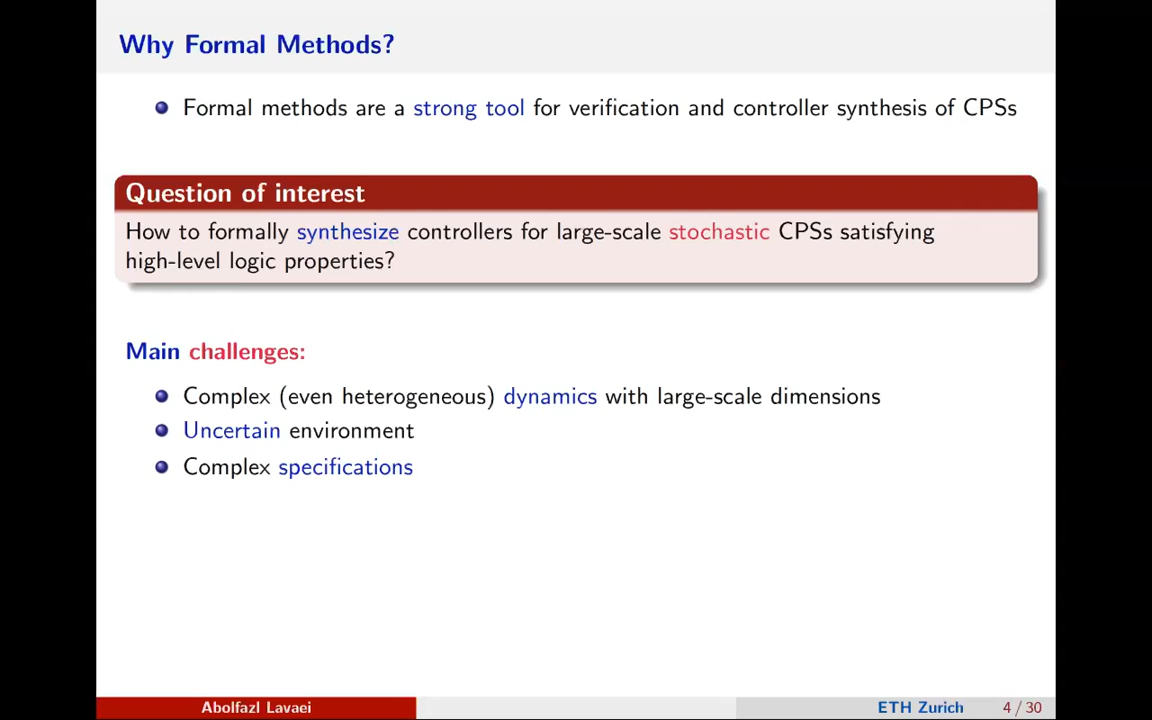 Why Formal Methods?
Formal methods are a strong tool for verification and controller synthesis of CPSs
Question of interest
How to formally synthesize controllers for large-scale stochastic CPSs satisfying
high-level logic properties?
Main challenges:
Complex (even heterogeneous) dynamics with large-scale dimensions
Uncertain environment
Complex specifications
Abolfazl Lavaei
ETH Zurich
4 / 30